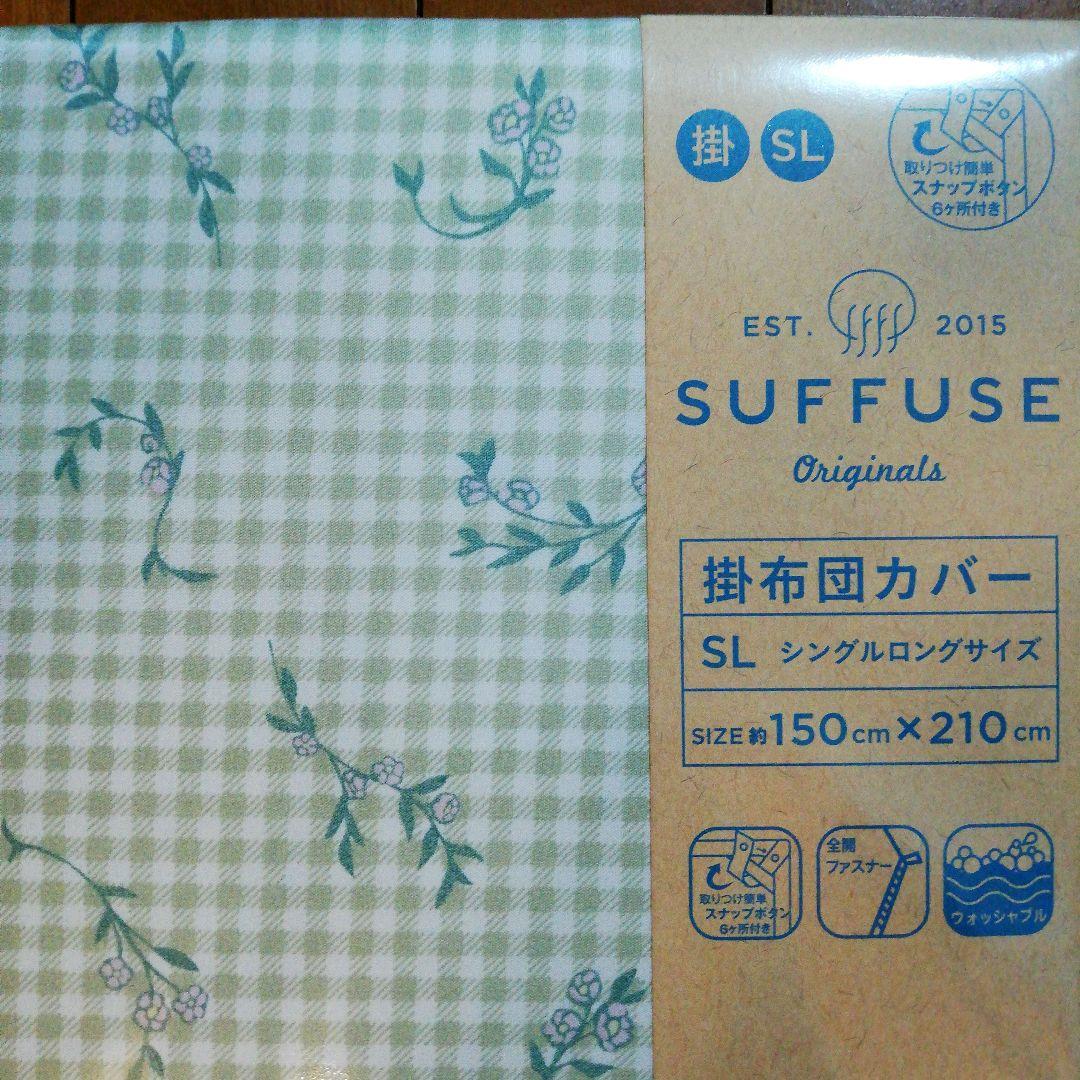 掛 SL
取りつけ簡単
スナップボタン
6ヶ所付き
EST. 2015
SUFFUSE
Originals
掛布団カバー
SL シングルロングサイズ
SIZE 約150cm×210cm
取りつけ簡単
スナップボタン
6ヶ所付き
全開
ファスナー
ウォッシャブル